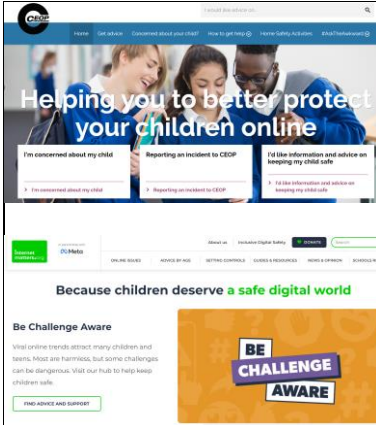 CEOP
I would like advice on..
Home Get advice Concerned about your child? How to get help Home Safety Activities #AskTheAwkward
Helping you to better protect
your children online
I'm concerned about my child
Reporting an incident to CEOP
I'd like information and advice on
keeping my child safe
> I'm concerned about my child
> Reporting an incident to CEOP
> I'd like information and advice on
keeping my child safe
internet
matters.org
Meta
About us Inclusive Digital Safety DONATE Search
ONLINE ISSUES ADVICE BY AGE SETTING CONTROLS GUIDES & RESOURCES NEWS & OPINION SCHOOLS
Because children deserve a safe digital world
Be Challenge Aware
Viral online trends attract many children and
teens. Most are harmless, but some challenges
can be dangerous. Visit our hub to help keep
children safe.
FIND ADVICE AND SUPPORT
BE
CHALLENGE
AWARE